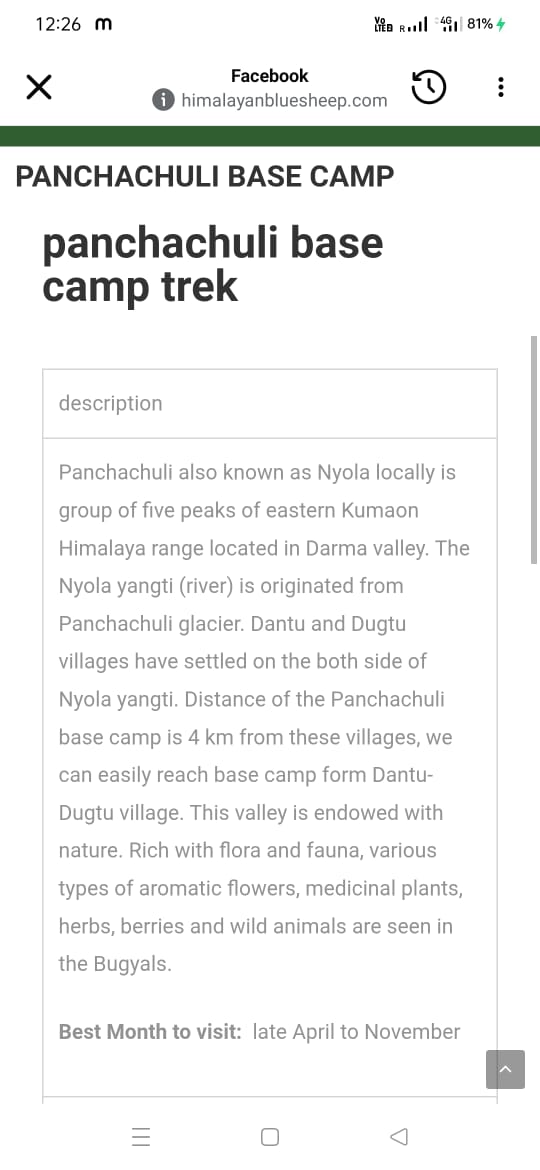 12:26 m
Vo LTE R 4G 81%
Facebook
himalayanbluesheep.com
PANCHACHULI BASE CAMP
panchachuli base
camp trek
description
Panchachuli also known as Nyola locally is
group of five peaks of eastern Kumaon
Himalaya range located in Darma valley. The
Nyola yangti (river) is originated from
Panchachuli glacier. Dantu and Dugtu
villages have settled on the both side of
Nyola yangti. Distance of the Panchachuli
base camp is 4 km from these villages, we
can easily reach base camp form Dantu-
Dugtu village. This valley is endowed with
nature. Rich with flora and fauna, various
types of aromatic flowers, medicinal plants,
herbs, berries and wild animals are seen in
the Bugyals.
Best Month to visit: late April to November